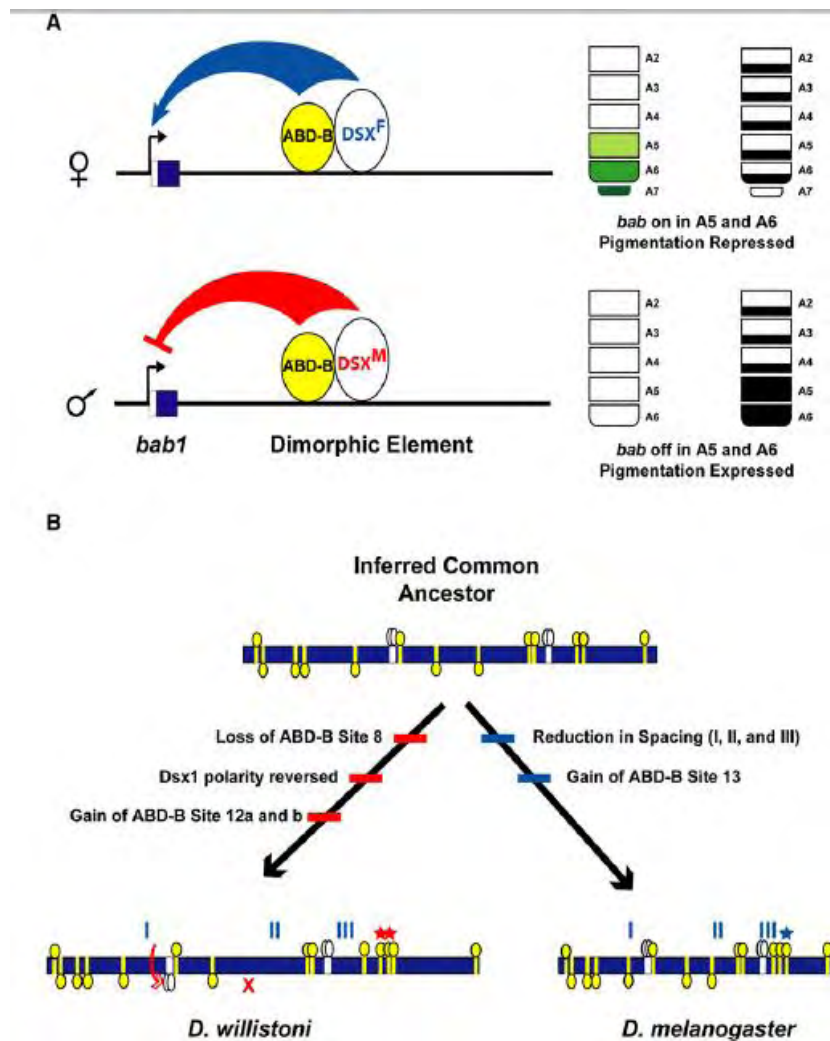 A
♀
ABD-B
DSXF
A2
A3
A4
A5
A6
A7
A2
A3
A4
A5
A6
A7
bab on in A5 and A6
Pigmentation Repressed
♂
ABD-B
DSXM
bab1
Dimorphic Element
A2
A3
A4
A5
A6
A2
A3
A4
A5
A6
bab off in A5 and A6
Pigmentation Expressed
B
Inferred Common
Ancestor
Loss of ABD-B Site 8
Reduction in Spacing (I, II, and III)
Dsx1 polarity reversed
Gain of ABD-B Site 13
Gain of ABD-B Site 12a and b
I II III
I II III
X
D. willistoni
D. melanogaster